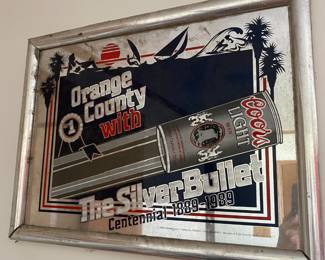 Orange
County
1
with
Coors
LIGHT
The Silver Bullet
Centennial 1889-1989